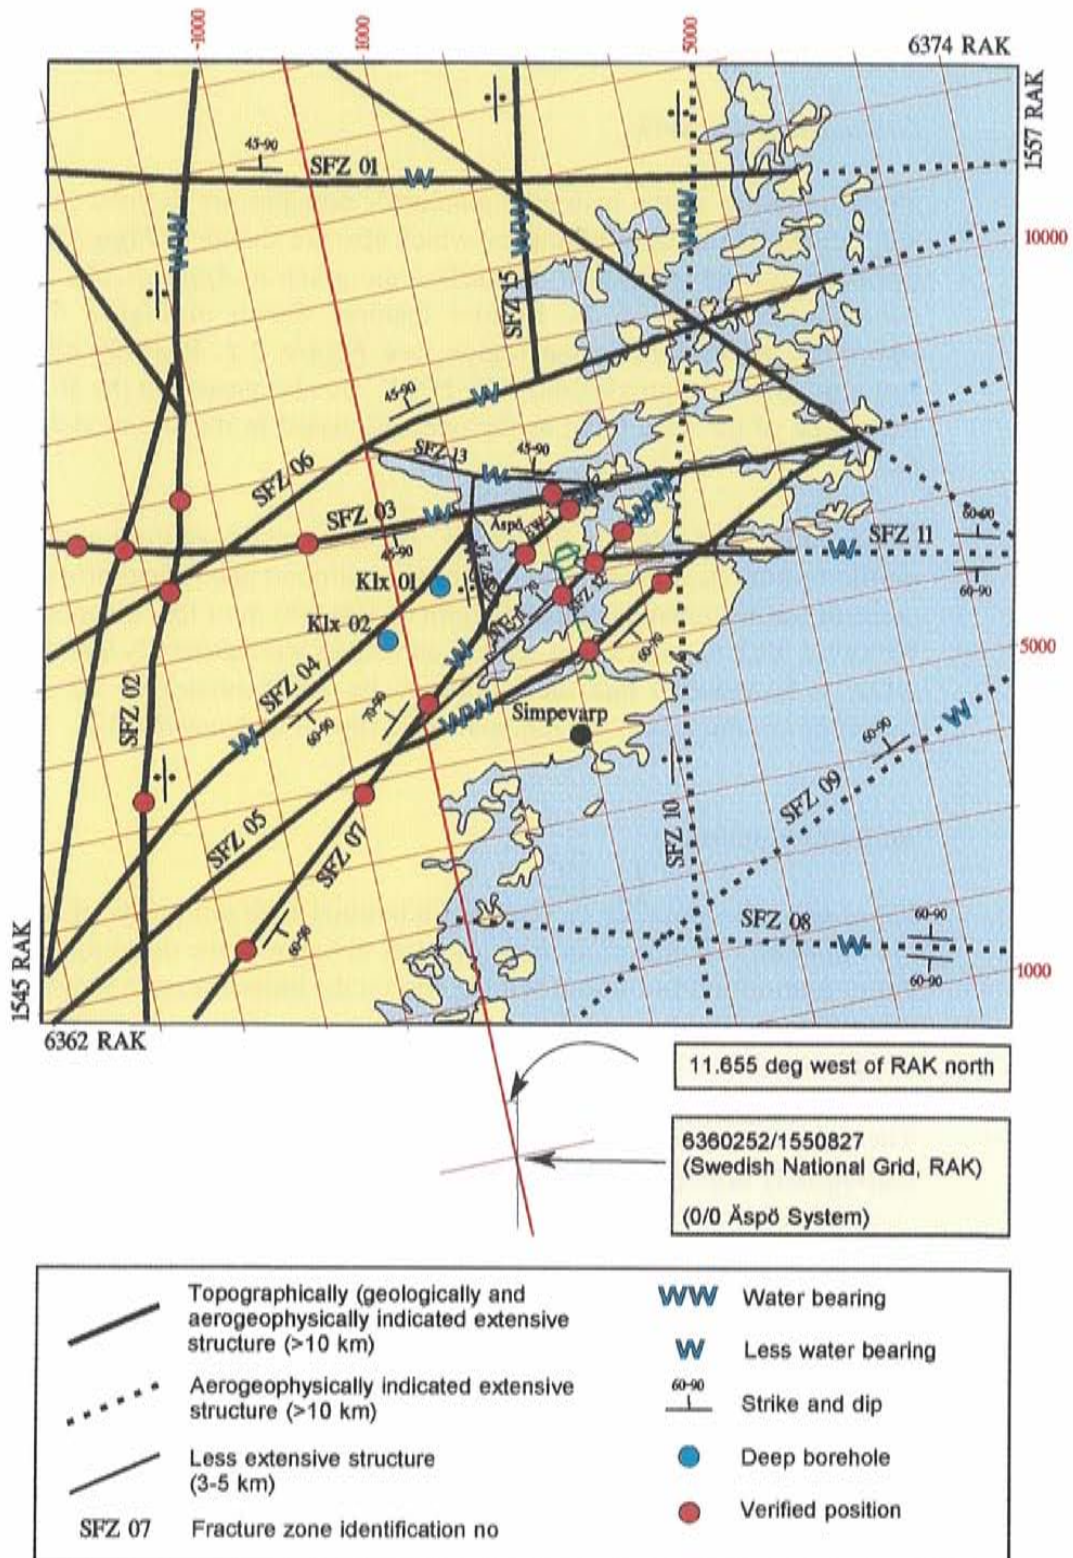 -1000
1000
5000
6374 RAK
1557 RAK
45-90
SFZ 01
W
WW
WW
WW
10000
SFZ 15
45-90
W
SFZ 13
45-90
W
SFZ 06
SFZ 03
W
45-90
Äspö
SFZ 11
W
60-90
60-90
Klx 01
Klx 02
5000
SFZ 02
SFZ 04
60-90
W
70-90
W
60-70
Simpevarp
60-90
W
SFZ 05
SFZ 07
SFZ 10
SFZ 09
60-90
SFZ 08
W
60-90
60-90
1000
1545 RAK
6362 RAK
11.655 deg west of RAK north
6360252/1550827
(Swedish National Grid, RAK)
(0/0 Äspö System)
Topographically (geologically and
aerogeophysically indicated extensive
structure (>10 km)
Aerogeophysically indicated extensive
structure (>10 km)
Less extensive structure
(3-5 km)
SFZ 07 Fracture zone identification no
WW Water bearing
W Less water bearing
60-90
Strike and dip
Deep borehole
Verified position